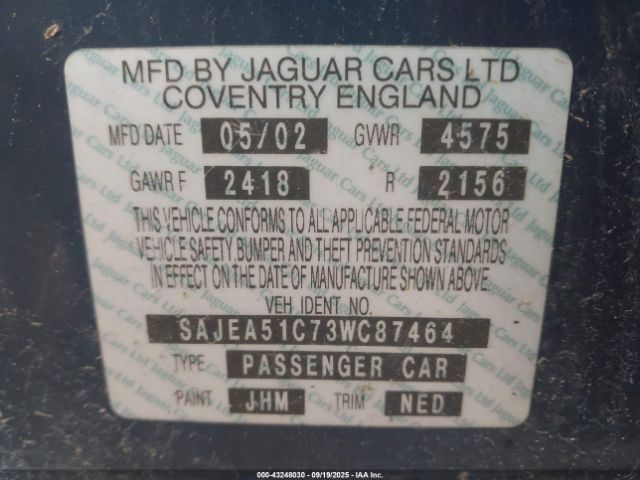 MFD BY JAGUAR CARS LTD
COVENTRY ENGLAND
MFD DATE 05/02 GVWR 4575
GAWR F 2418 R 2156
THIS VEHICLE CONFORMS TO ALL APPLICABLE FEDERAL MOTOR
VEHICLE SAFETY, BUMPER AND THEFT PREVENTION STANDARDS
IN EFFECT ON THE DATE OF MANUFACTURE SHOWN ABOVE.
VEH IDENT NO.
SAJEA51C73WC87464
TYPE PASSENGER CAR
PAINT JHM TRIM NED
000-43248030 - 09/19/2025 - IAA Inc.